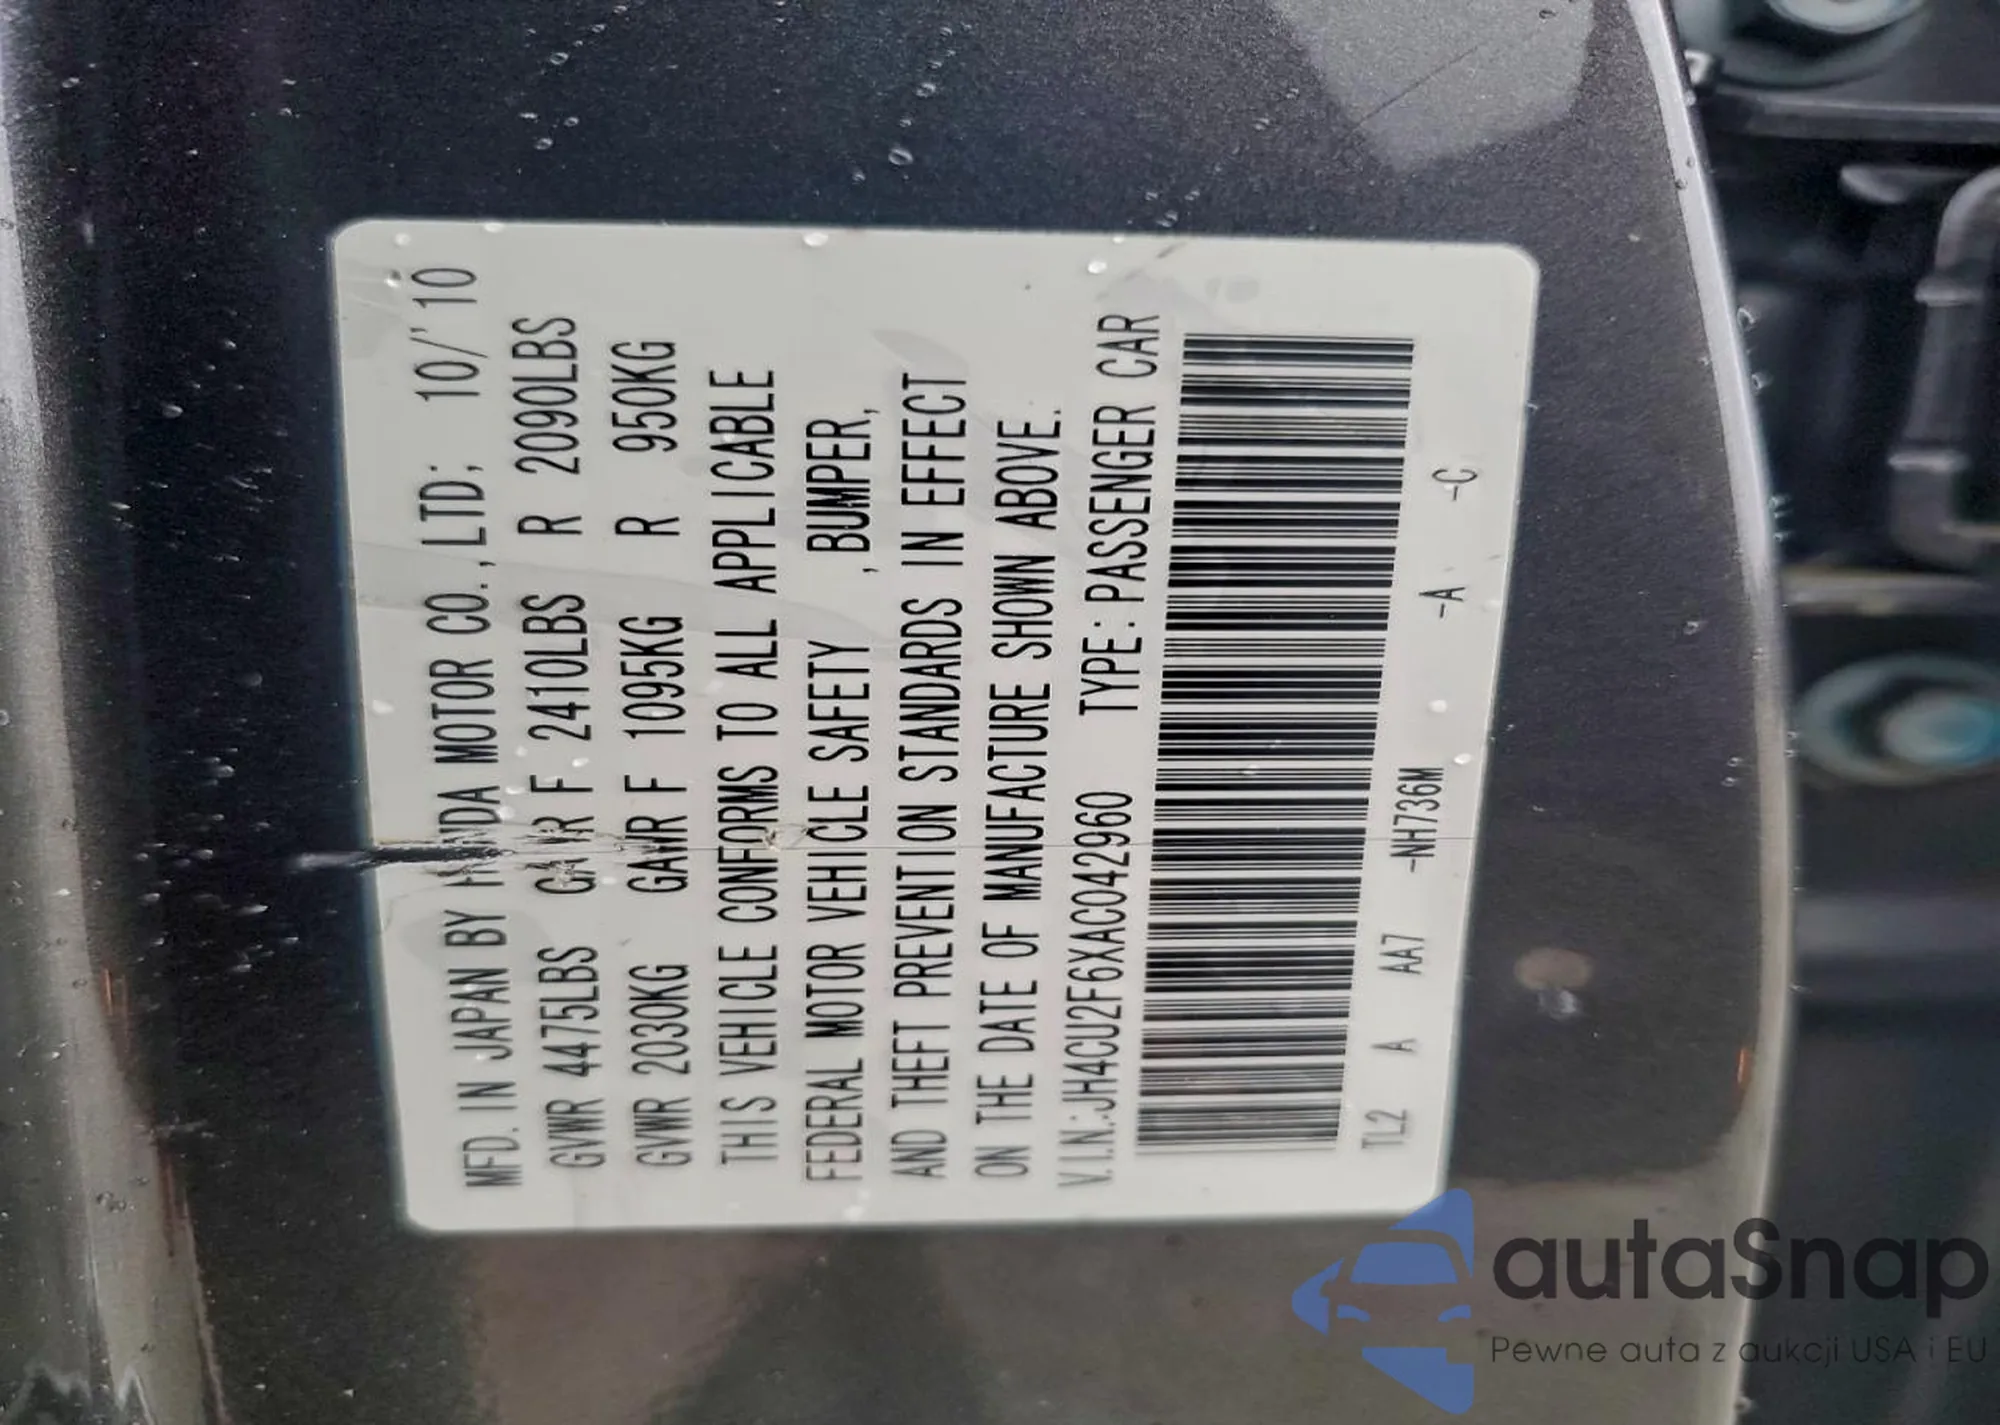 MFD. IN JAPAN BY HONDA MOTOR CO., LTD; 10/'10
GVWR 4475LBS GAWR F 2410LBS R 2090LBS
GVWR 2030KG GAWR F 1095KG R 950KG
THIS VEHICLE CONFORMS TO ALL APPLICABLE
FEDERAL MOTOR VEHICLE SAFETY , BUMPER,
AND THEFT PREVENTION STANDARDS IN EFFECT
ON THE DATE OF MANUFACTURE SHOWN ABOVE.
V.I.N.:JH4CU2F6XAC042960 TYPE: PASSENGER CAR
TL2 A AA7 -NH736M -A -C
autaSnap
Pewne auta z aukcji USA i EU